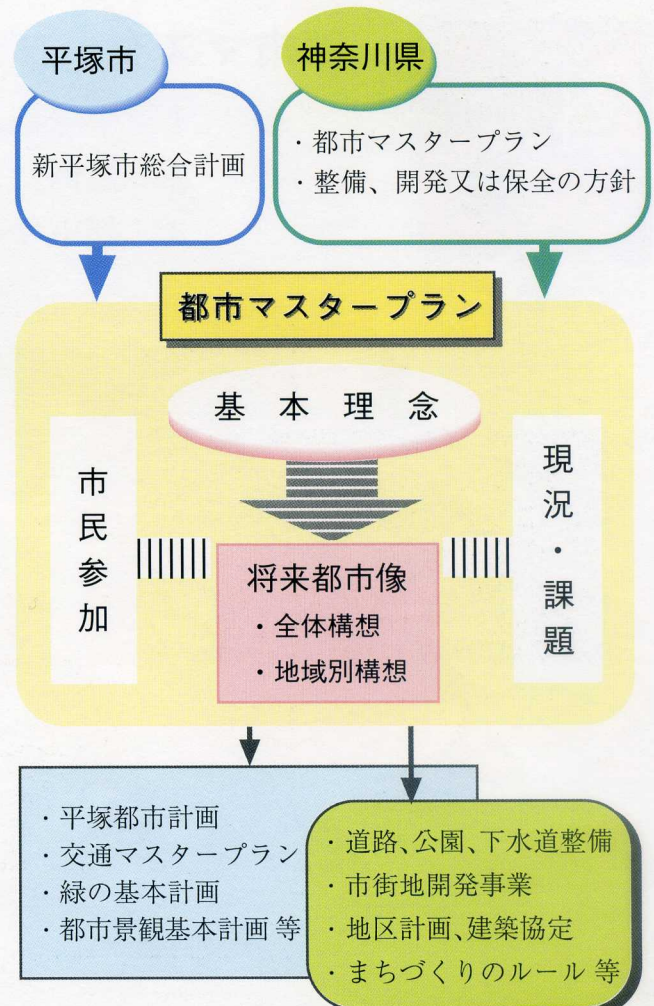 平塚市
神奈川県
新平塚市総合計画
・都市マスタープラン
・整備、開発又は保全の方針
都市マスタープラン
基本理念
市民参加
現況・課題
将来都市像
・全体構想
・地域別構想
・平塚都市計画
・交通マスタープラン
・緑の基本計画
・都市景観基本計画 等
・道路、公園、下水道整備
・市街地開発事業
・地区計画、建築協定
・まちづくりのルール 等